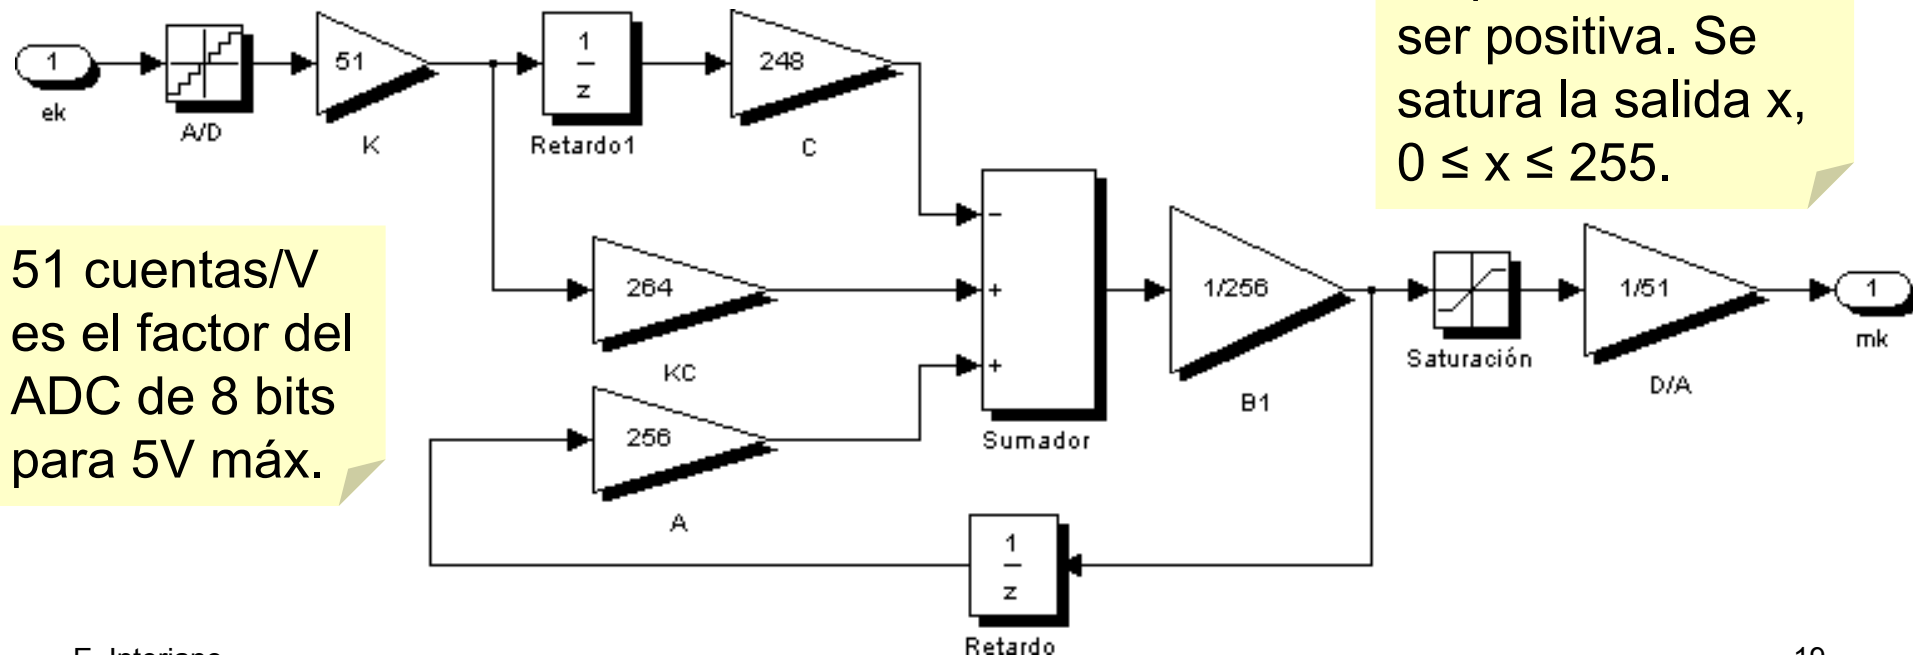 ser positiva. Se
satura la salida x,
0 ≤ x ≤ 255.
1
ek
A/D
51
K
1
z
Retardo1
248
C
51 cuentas/V
es el factor del
ADC de 8 bits
para 5V máx.
264
KC
256
A
−
+
+
Sumador
1/256
B1
Saturación
1/51
D/A
1
mk
1
z
Retardo